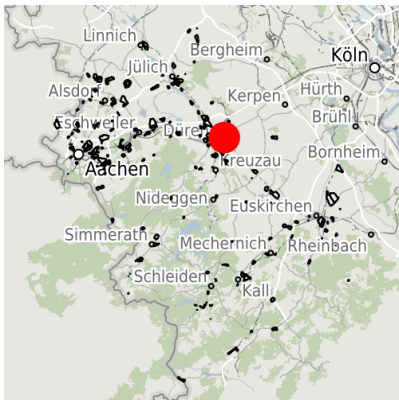 Linnich
Bergheim
Köln
Jülich
Alsdorf
Kerpen
Hürth
Brühl
Eschweiler
Düren
Bornheim
Kreuzau
Aachen
Nideggen
Euskirchen
Simmerath
Mechernich
Rheinbach
Schleiden
Kall